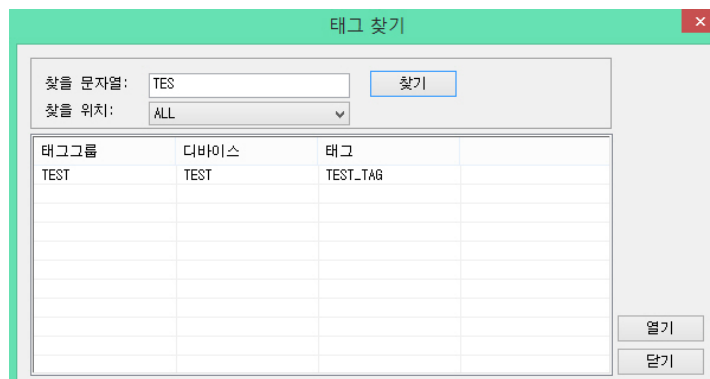 태그 찾기
찾을 문자열: TES 찾기
찾을 위치: ALL
태그그룹 디바이스 태그
TEST TEST TEST_TAG
열기
닫기